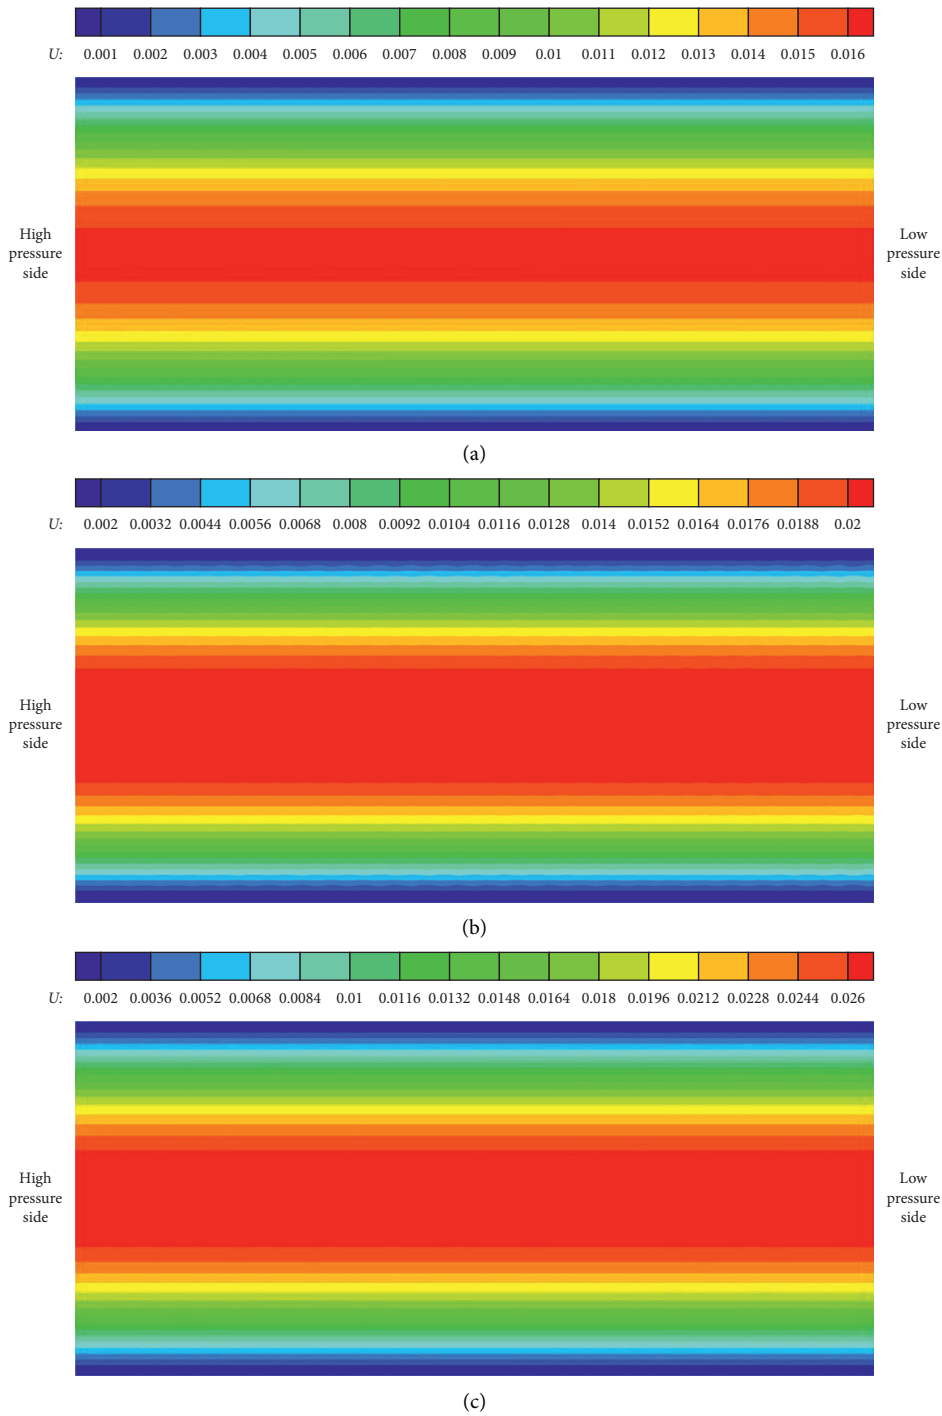 U: 0.001 0.002 0.003 0.004 0.005 0.006 0.007 0.008 0.009 0.01 0.011 0.012 0.013 0.014 0.015 0.016
High
pressure
side
Low
pressure
side
(a)
U: 0.002 0.0032 0.0044 0.0056 0.0068 0.008 0.0092 0.0104 0.0116 0.0128 0.014 0.0152 0.0164 0.0176 0.0188 0.02
High
pressure
side
Low
pressure
side
(b)
U: 0.002 0.0036 0.0052 0.0068 0.0084 0.01 0.0116 0.0132 0.0148 0.0164 0.018 0.0196 0.0212 0.0228 0.0244 0.026
High
pressure
side
Low
pressure
side
(c)